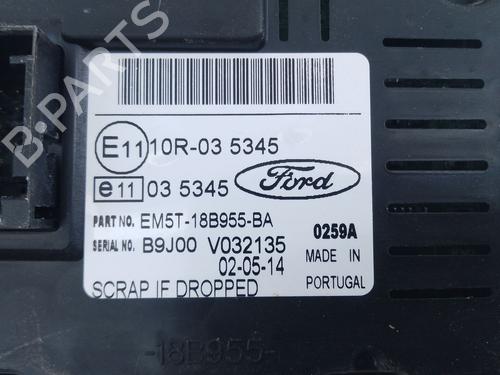 B-PARTS
E11 10R-03 5345
e11 03 5345
Ford
PART NO. EM5T-18B955-BA
0259A
SERIAL NO. B9J00 V032135
02-05-14
MADE IN
PORTUGAL
SCRAP IF DROPPED
-18B955-